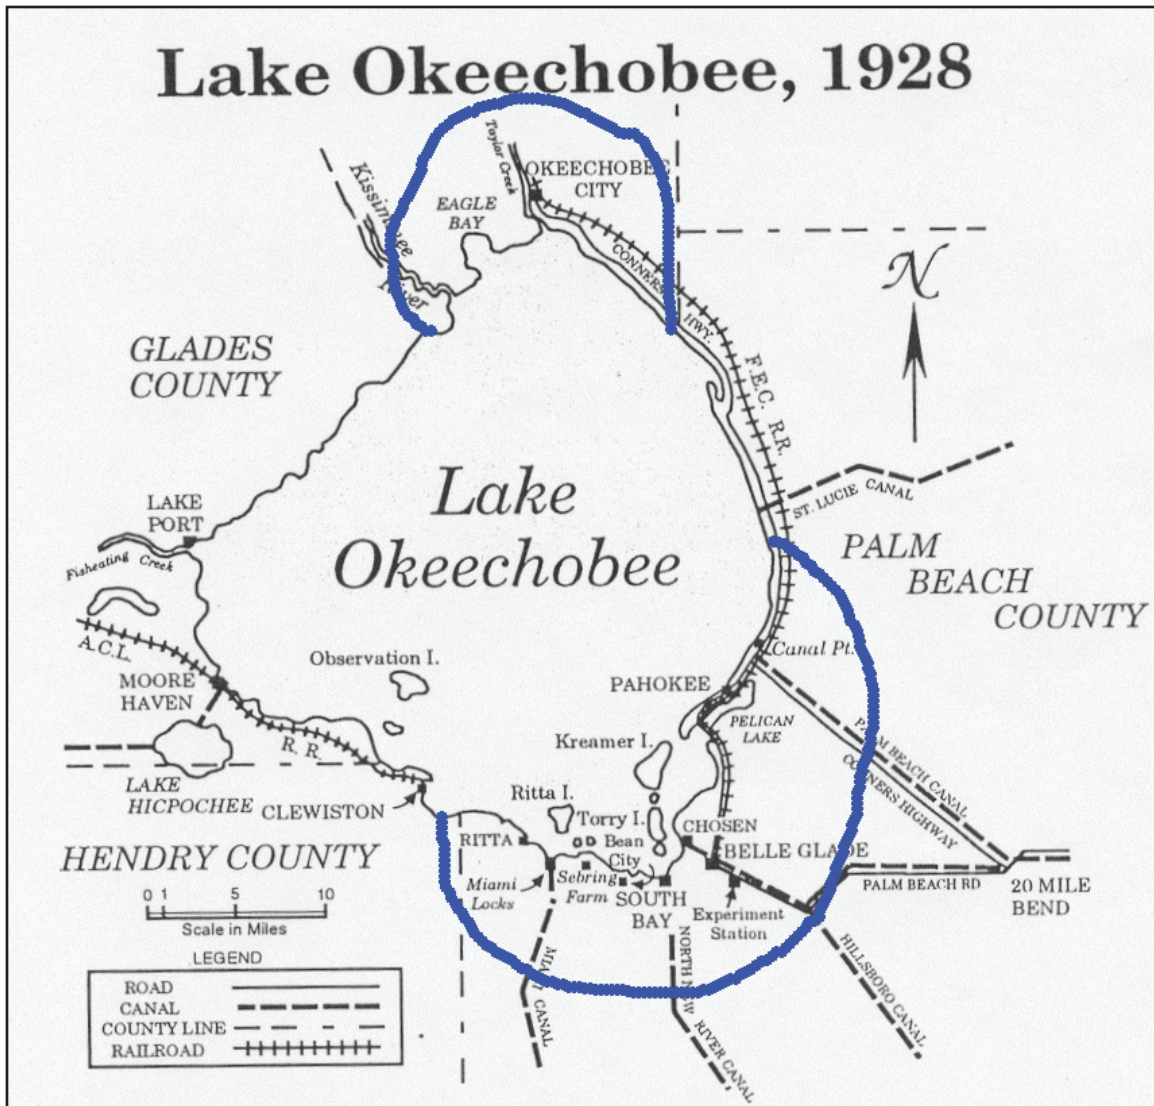 Lake Okeechobee, 1928
Taylor Creek
OKEECHOBEE
CITY
Kissimmee
River
EAGLE
BAY
CONNERS
HWY.
N
GLADES
COUNTY
F.E.C. R.R.
Lake
Okeechobee
ST. LUCIE CANAL
LAKE
PORT
Fisheating Creek
PALM
BEACH
COUNTY
A.C.L.
R. R.
MOORE
HAVEN
Observation I.
Canal Pt.
PAHOKEE
PELICAN
LAKE
Kreamer I.
PALM BEACH CANAL
CONNERS HIGHWAY
LAKE
HICPOCHEE
CLEWISTON
Ritta I.
Torry I.
CHOSEN
RITTA
Bean
City
BELLE GLADE
HENDRY COUNTY
Miami
Locks
Sebring
Farm
SOUTH
BAY
Experiment
Station
PALM BEACH RD
20 MILE
BEND
0 1 5 10
Scale in Miles
MIAMI CANAL
NORTH NEW
RIVER CANAL
HILLSBORO CANAL
LEGEND
ROAD
CANAL
COUNTY LINE
RAILROAD